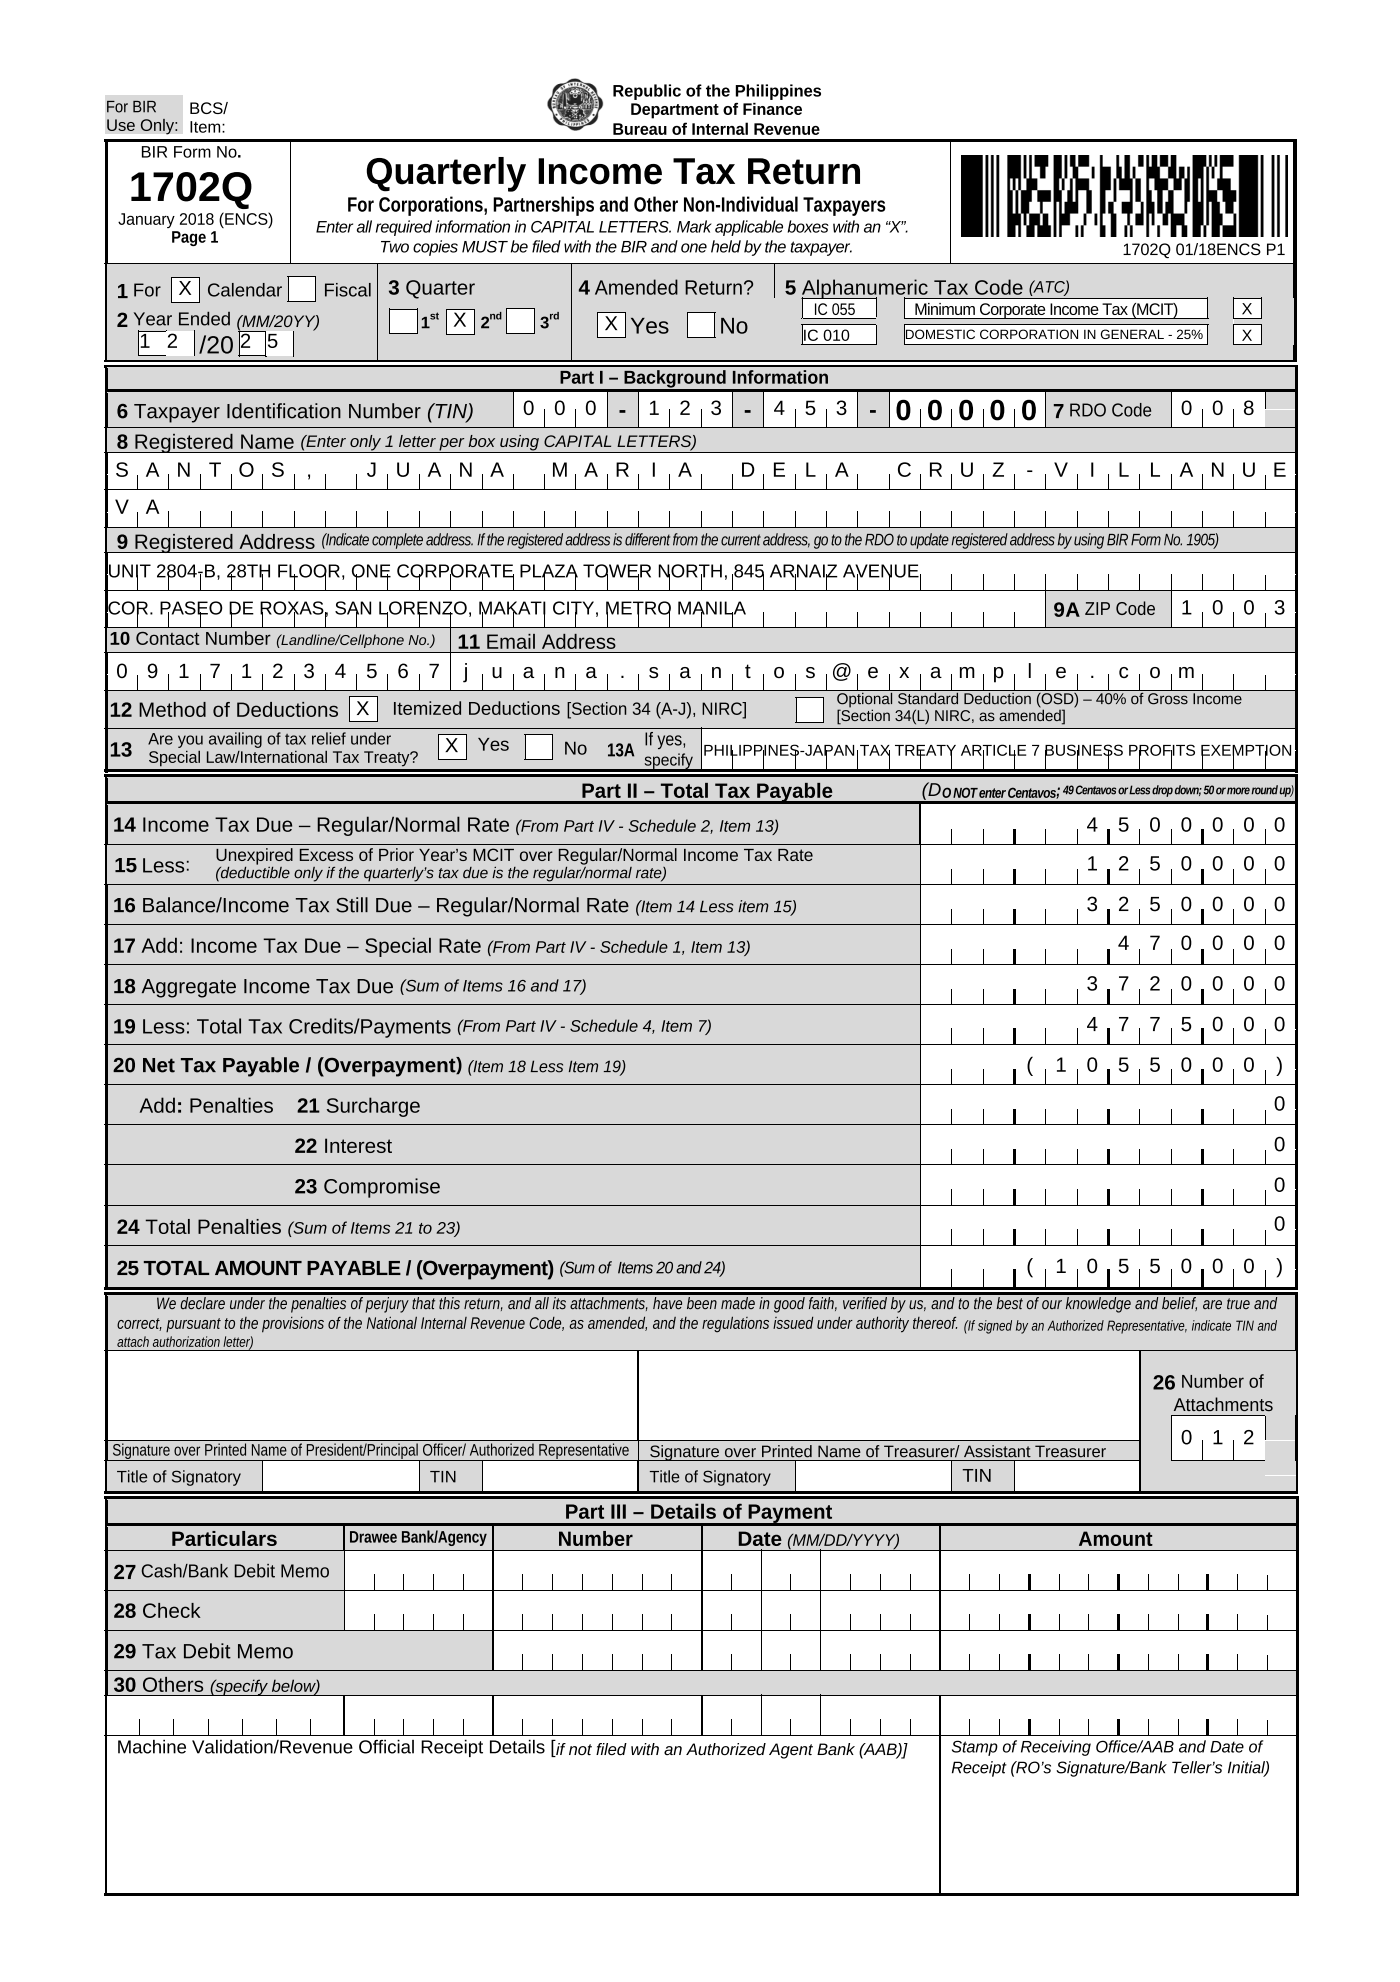 For BIR Use Only:
BCS/ Item:
Republic of the Philippines
Department of Finance
Bureau of Internal Revenue
BIR Form No.
1702Q
January 2018 (ENCS)
Page 1
Quarterly Income Tax Return
For Corporations, Partnerships and Other Non-Individual Taxpayers
Enter all required information in CAPITAL LETTERS. Mark applicable boxes with an “X”.
Two copies MUST be filed with the BIR and one held by the taxpayer.
1702Q 01/18ENCS P1
1 For X Calendar Fiscal
2 Year Ended (MM/20YY)
1 2 /20 2 5
3 Quarter
1st X 2nd 3rd
4 Amended Return?
X Yes No
5 Alphanumeric Tax Code (ATC)
IC 055 Minimum Corporate Income Tax (MCIT) X
IC 010 DOMESTIC CORPORATION IN GENERAL - 25% X
Part I – Background Information
6 Taxpayer Identification Number (TIN) 0 0 0 - 1 2 3 - 4 5 3 - 0 0 0 0 0 7 RDO Code 0 0 8
8 Registered Name (Enter only 1 letter per box using CAPITAL LETTERS)
S A N T O S , J U A N A M A R I A D E L A C R U Z - V I L L A N U E
V A
9 Registered Address (Indicate complete address. If the registered address is different from the current address, go to the RDO to update registered address by using BIR Form No. 1905)
UNIT 2804-B, 28TH FLOOR, ONE CORPORATE PLAZA TOWER NORTH, 845 ARNAIZ AVENUE
COR. PASEO DE ROXAS, SAN LORENZO, MAKATI CITY, METRO MANILA 9A ZIP Code 1 0 0 3
10 Contact Number (Landline/Cellphone No.) 11 Email Address
0 9 1 7 1 2 3 4 5 6 7 j u a n a . s a n t o s @ e x a m p l e . c o m
12 Method of Deductions X Itemized Deductions [Section 34 (A-J), NIRC]
Optional Standard Deduction (OSD) – 40% of Gross Income
[Section 34(L) NIRC, as amended]
13 Are you availing of tax relief under
Special Law/International Tax Treaty?
X Yes No 13A If yes, specify
PHILIPPINES-JAPAN TAX TREATY ARTICLE 7 BUSINESS PROFITS EXEMPTION
Part II – Total Tax Payable (DO NOT enter Centavos; 49 Centavos or Less drop down; 50 or more round up)
14 Income Tax Due – Regular/Normal Rate (From Part IV - Schedule 2, Item 13) 4 5 0 0 0 0 0
15 Less: Unexpired Excess of Prior Year’s MCIT over Regular/Normal Income Tax Rate
(deductible only if the quarterly’s tax due is the regular/normal rate) 1 2 5 0 0 0 0
16 Balance/Income Tax Still Due – Regular/Normal Rate (Item 14 Less item 15) 3 2 5 0 0 0 0
17 Add: Income Tax Due – Special Rate (From Part IV - Schedule 1, Item 13) 4 7 0 0 0 0
18 Aggregate Income Tax Due (Sum of Items 16 and 17) 3 7 2 0 0 0 0
19 Less: Total Tax Credits/Payments (From Part IV - Schedule 4, Item 7) 4 7 7 5 0 0 0
20 Net Tax Payable / (Overpayment) (Item 18 Less Item 19) ( 1 0 5 5 0 0 0 )
Add: Penalties 21 Surcharge 0
22 Interest 0
23 Compromise 0
24 Total Penalties (Sum of Items 21 to 23) 0
25 TOTAL AMOUNT PAYABLE / (Overpayment) (Sum of Items 20 and 24) ( 1 0 5 5 0 0 0 )
We declare under the penalties of perjury that this return, and all its attachments, have been made in good faith, verified by us, and to the best of our knowledge and belief, are true and
correct, pursuant to the provisions of the National Internal Revenue Code, as amended, and the regulations issued under authority thereof. (If signed by an Authorized Representative, indicate TIN and
attach authorization letter)
26 Number of
Attachments
0 1 2
Signature over Printed Name of President/Principal Officer/ Authorized Representative
Signature over Printed Name of Treasurer/ Assistant Treasurer
Title of Signatory TIN Title of Signatory TIN
Part III – Details of Payment
Particulars Drawee Bank/Agency Number Date (MM/DD/YYYY) Amount
27 Cash/Bank Debit Memo
28 Check
29 Tax Debit Memo
30 Others (specify below)
Machine Validation/Revenue Official Receipt Details [if not filed with an Authorized Agent Bank (AAB)]
Stamp of Receiving Office/AAB and Date of
Receipt (RO’s Signature/Bank Teller’s Initial)